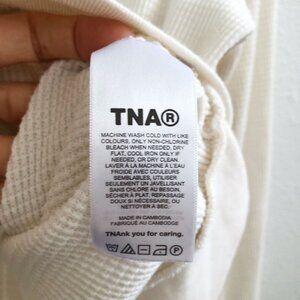 TNA®
MACHINE WASH COLD WITH LIKE
COLOURS, ONLY NON-CHLORINE
BLEACH WHEN NEEDED, DRY
FLAT, COOL IRON ONLY IF
NEEDED, OR DRY CLEAN.
LAVER À LA MACHINE À L'EAU
FROIDE AVEC COULEURS
SEMBLABLES, UTILISER
SEULEMENT UN JAVELLISANT
SANS CHLORE AU BESOIN.
SÉCHER À PLAT, REPASSAGE
DOUX SI NÉCESSAIRE, OU
NETTOYER À SEC.
MADE IN CAMBODIA
FABRIQUÉ AU CAMBODGE
TNAnk you for caring.
P